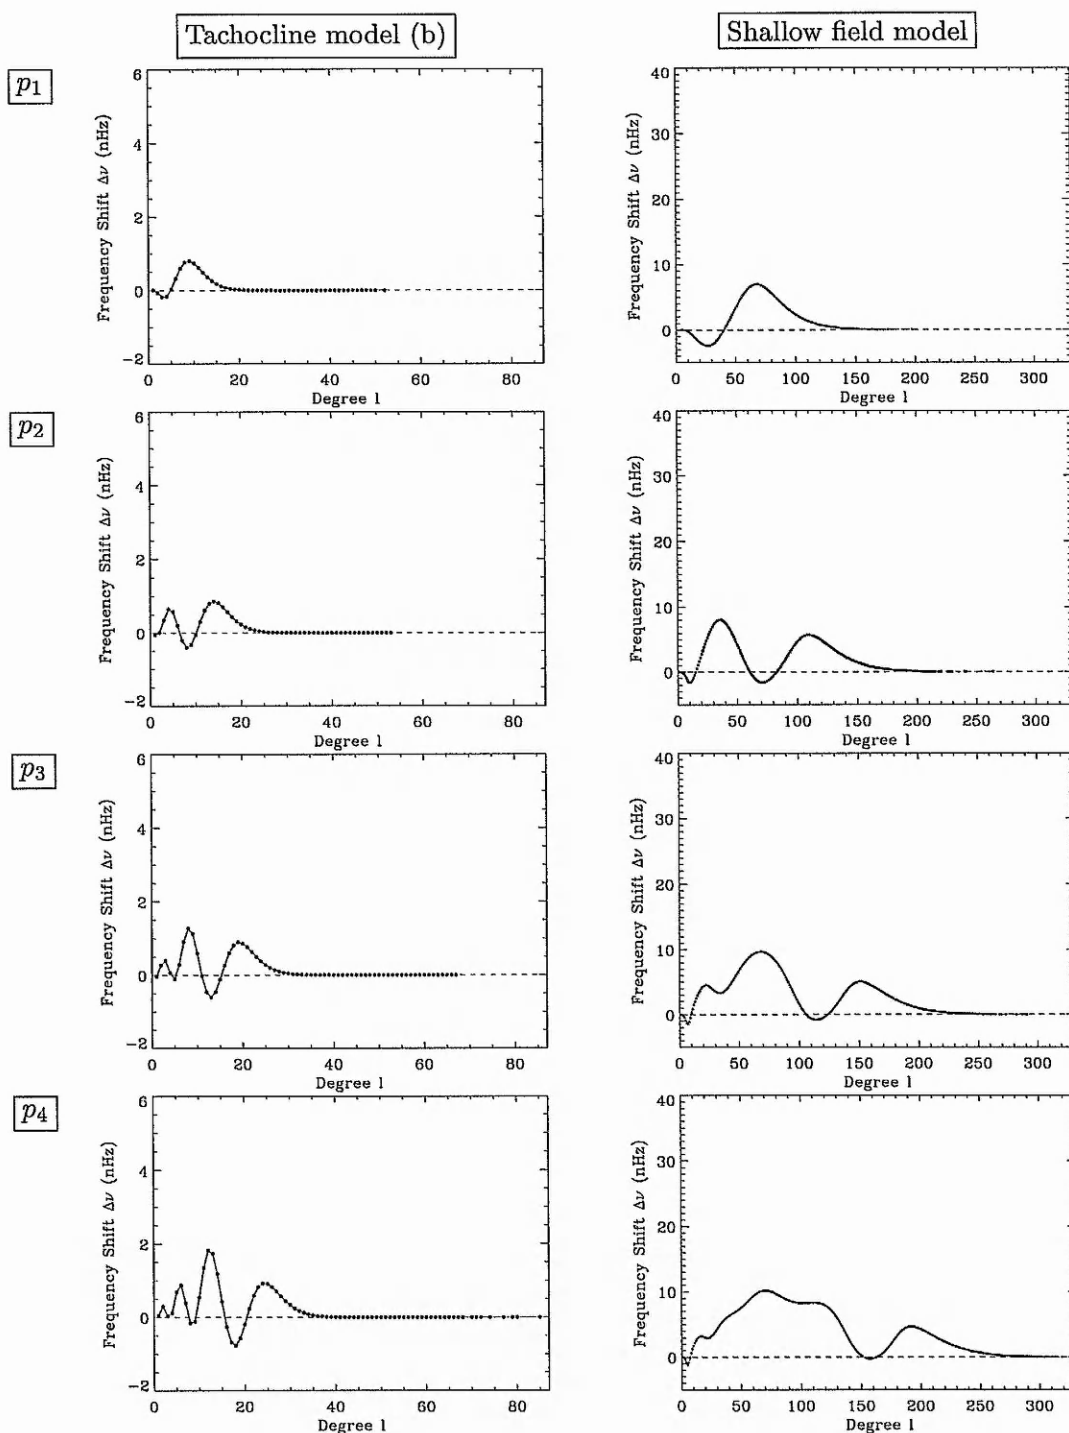 Tachocline model (b)
Shallow field model
p1
Frequency Shift Δν (nHz)
6
4
2
0
−2
0 20 40 60 80
Degree l
Frequency Shift Δν (nHz)
40
30
20
10
0
0 50 100 150 200 250 300
Degree l
p2
Frequency Shift Δν (nHz)
6
4
2
0
−2
0 20 40 60 80
Degree l
Frequency Shift Δν (nHz)
40
30
20
10
0
0 50 100 150 200 250 300
Degree l
p3
Frequency Shift Δν (nHz)
6
4
2
0
−2
0 20 40 60 80
Degree l
Frequency Shift Δν (nHz)
40
30
20
10
0
0 50 100 150 200 250 300
Degree l
p4
Frequency Shift Δν (nHz)
6
4
2
0
−2
0 20 40 60 80
Degree l
Frequency Shift Δν (nHz)
40
30
20
10
0
0 50 100 150 200 250 300
Degree l